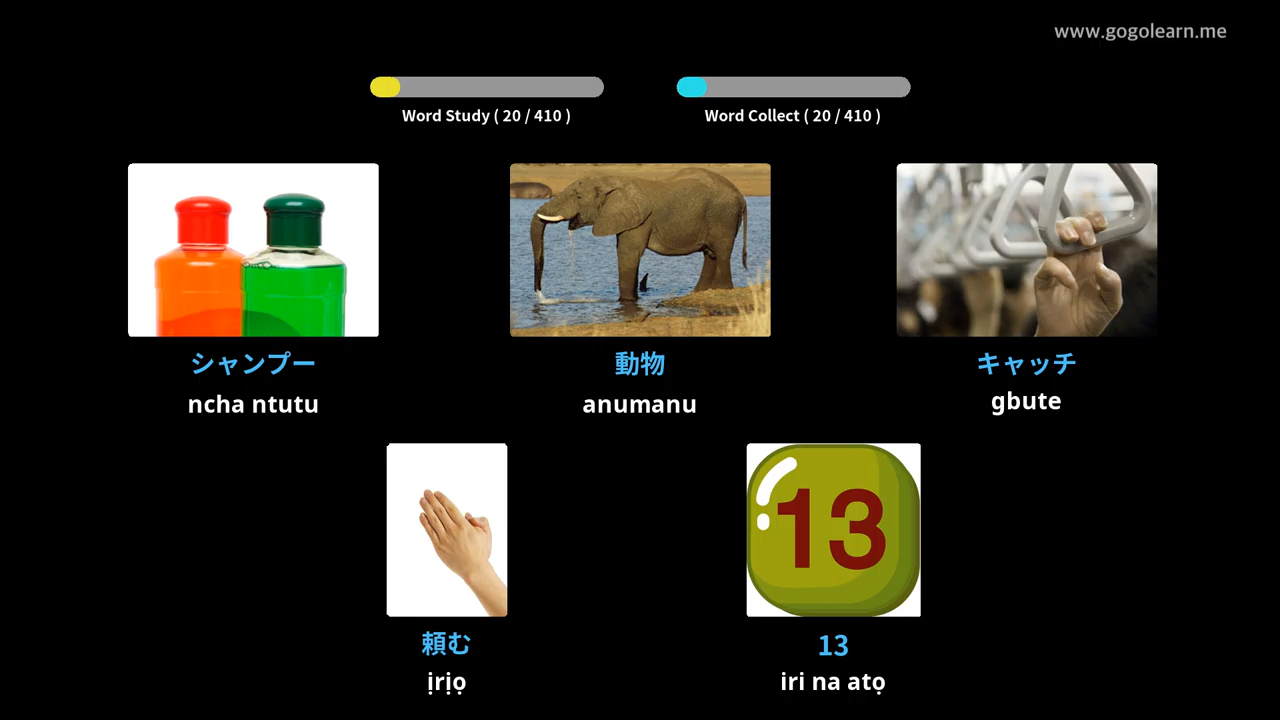 www.gogolearn.me
Word Study ( 20 / 410 )
Word Collect ( 20 / 410 )
シャンプー
ncha ntutu
動物
anumanu
キャッチ
gbute
頼む
ịrịọ
13
13
iri na atọ